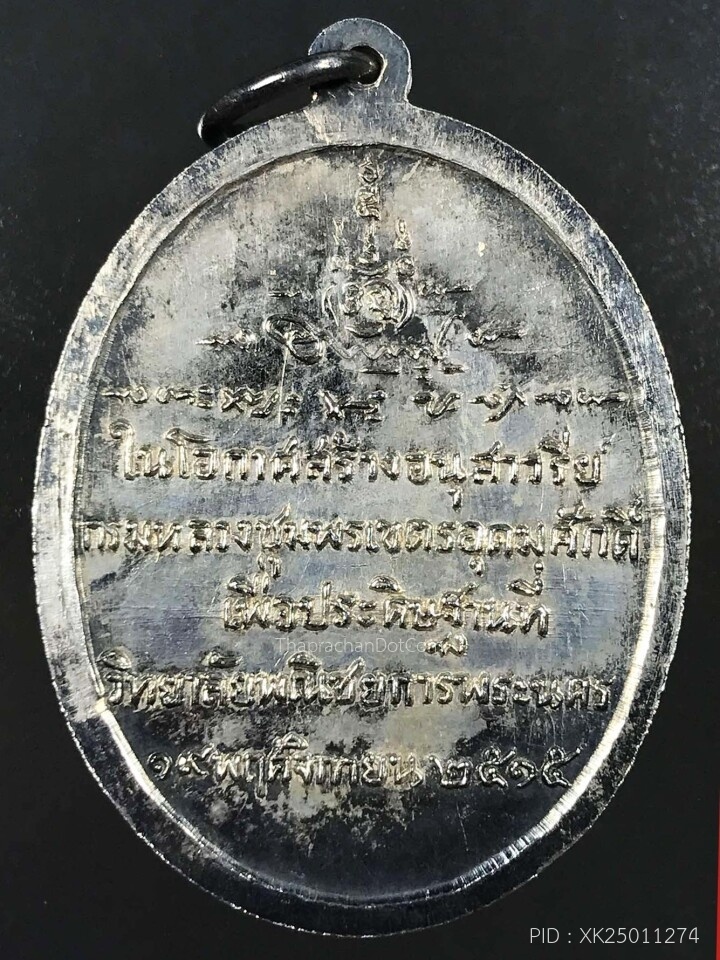 ในโอกาศสร้างอนุสาวรีย์
กรมหลวงชุมพรเขตรอุดมศักดิ์
เพื่อประดิษฐานที่
ThaprachanDotCom
วิทยาลัยพณิชยการพระนคร
๑๙ พฤศจิกายน ๒๕๑๕
PID : XK25011274